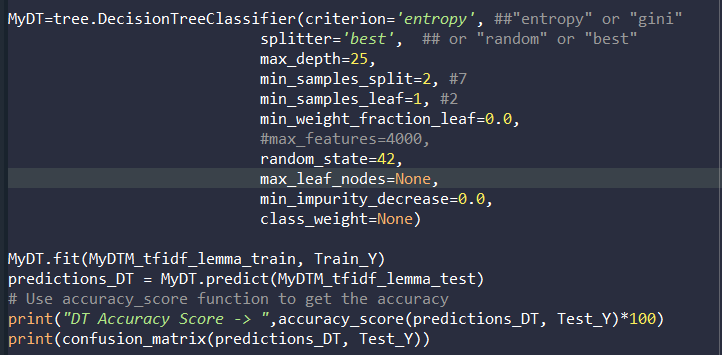 MyDT=tree.DecisionTreeClassifier(criterion='entropy', ##"entropy" or "gini"
                            splitter='best',  ## or "random" or "best"
                            max_depth=25,
                            min_samples_split=2, #7
                            min_samples_leaf=1, #2
                            min_weight_fraction_leaf=0.0,
                            #max_features=4000,
                            random_state=42,
                            max_leaf_nodes=None,
                            min_impurity_decrease=0.0,
                            class_weight=None)

MyDT.fit(MyDTM_tfidf_lemma_train, Train_Y)
predictions_DT = MyDT.predict(MyDTM_tfidf_lemma_test)
# Use accuracy_score function to get the accuracy
print("DT Accuracy Score -> ",accuracy_score(predictions_DT, Test_Y)*100)
print(confusion_matrix(predictions_DT, Test_Y))